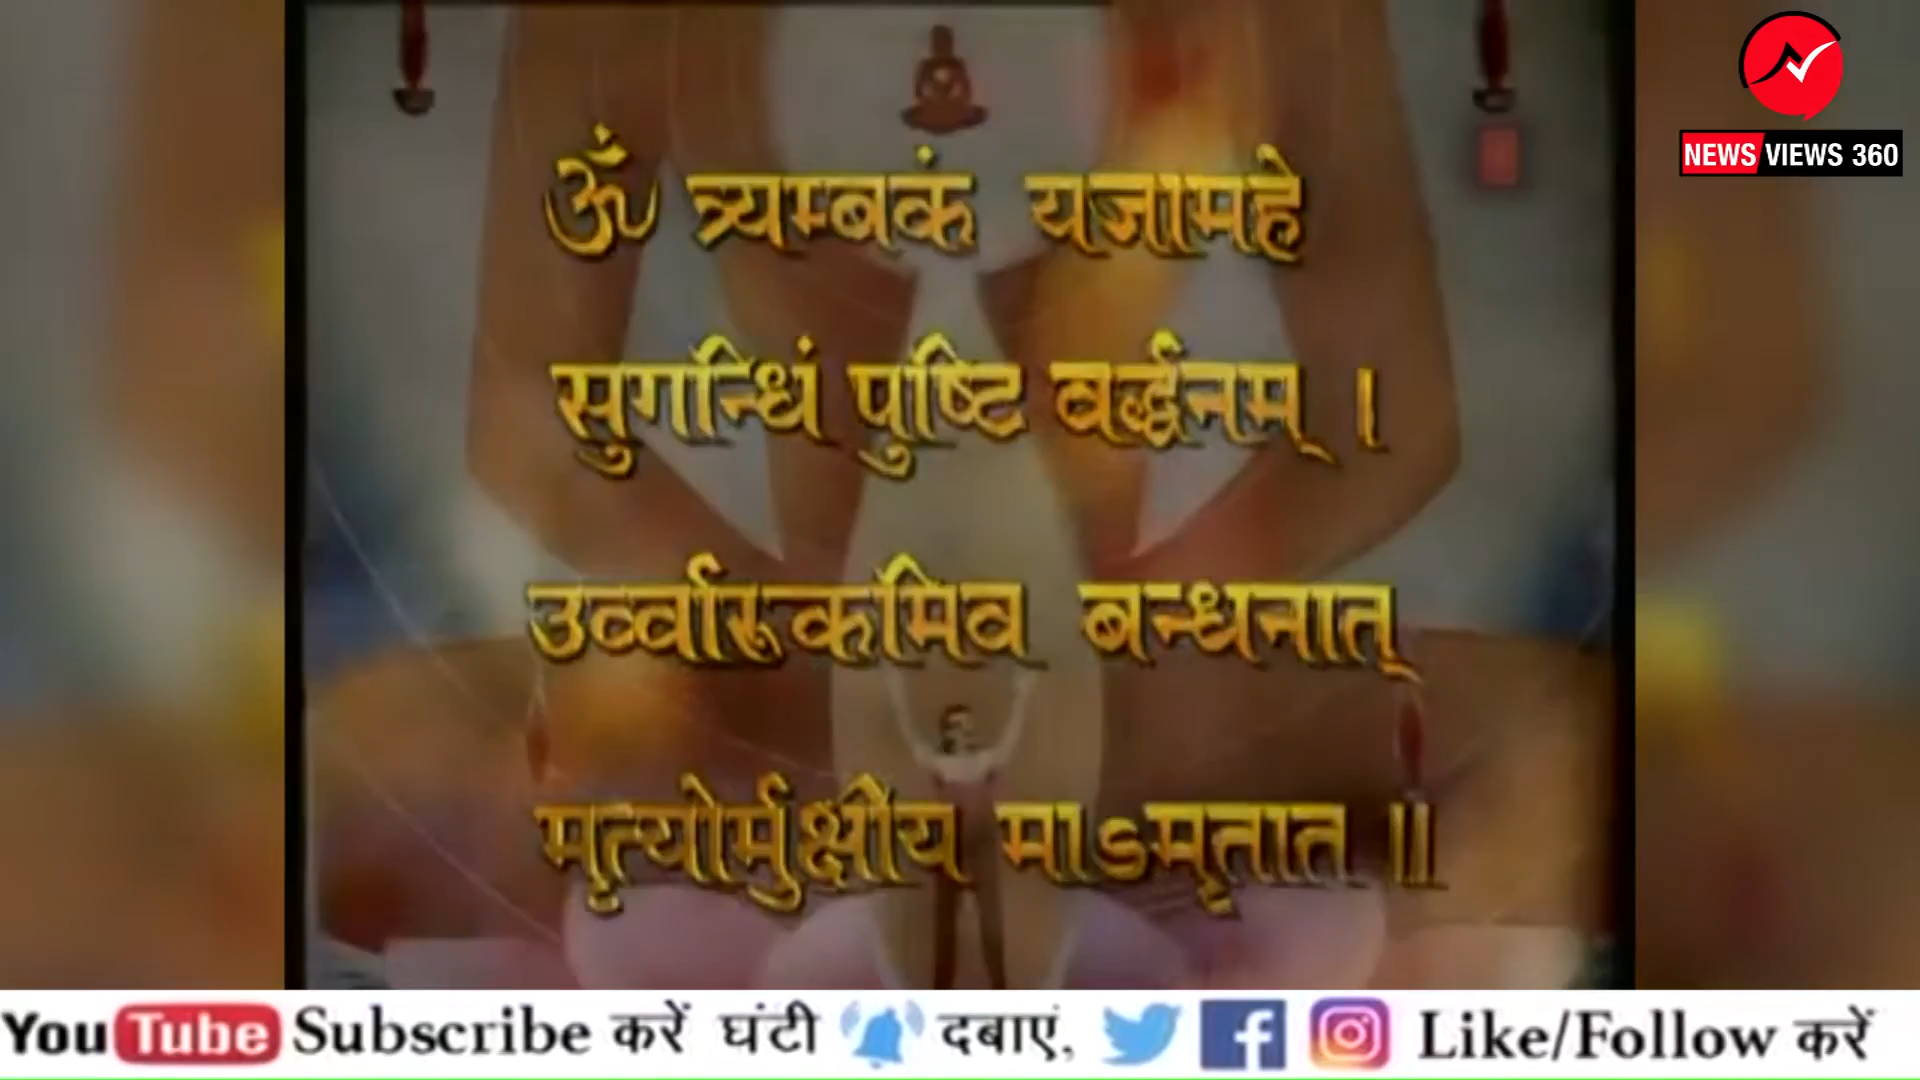 NEWS VIEWS 360
ॐ त्र्यम्बकं यजामहे
सुगन्धिं पुष्टि वर्द्धनम् ।
उर्व्वारुकमिव बन्धनात्
मृत्योर्मुक्षीय माऽमृतात ॥
YouTube Subscribe करें घंटी दबाएं, Like/Follow करें